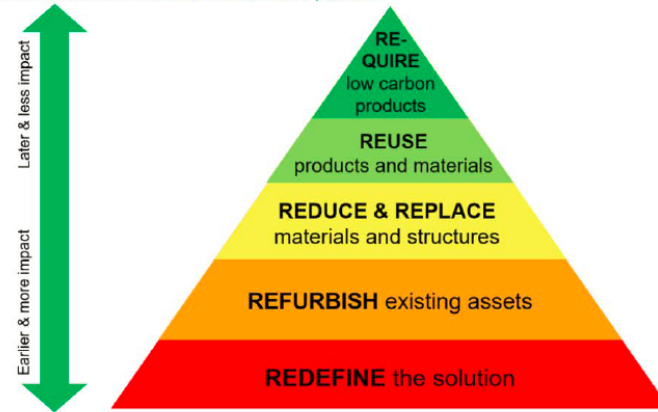 RE-
QUIRE
low carbon
products
REUSE
products and materials
REDUCE & REPLACE
materials and structures
REFURBISH existing assets
REDEFINE the solution
Later & less impact
Earlier & more impact